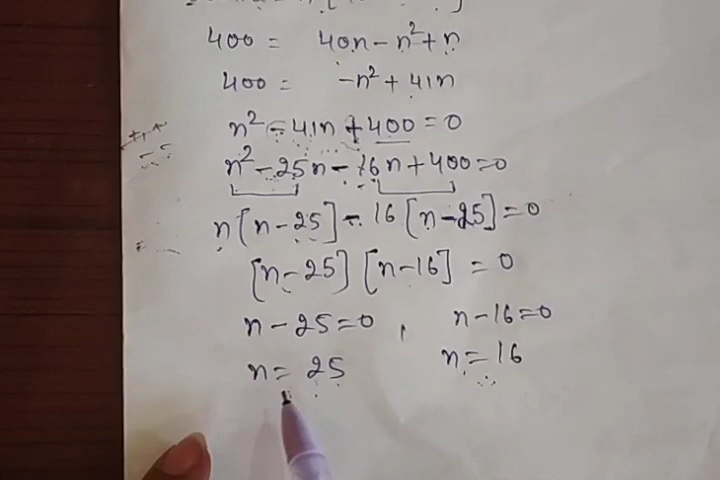 400 = 40n - n² + n
400 = -n² + 41n
n² - 41n + 400 = 0
n² - 25n - 16n + 400 = 0
n[n - 25] - 16[n - 25] = 0
[n - 25] [n - 16] = 0
n - 25 = 0 , n - 16 = 0
n = 25 n = 16